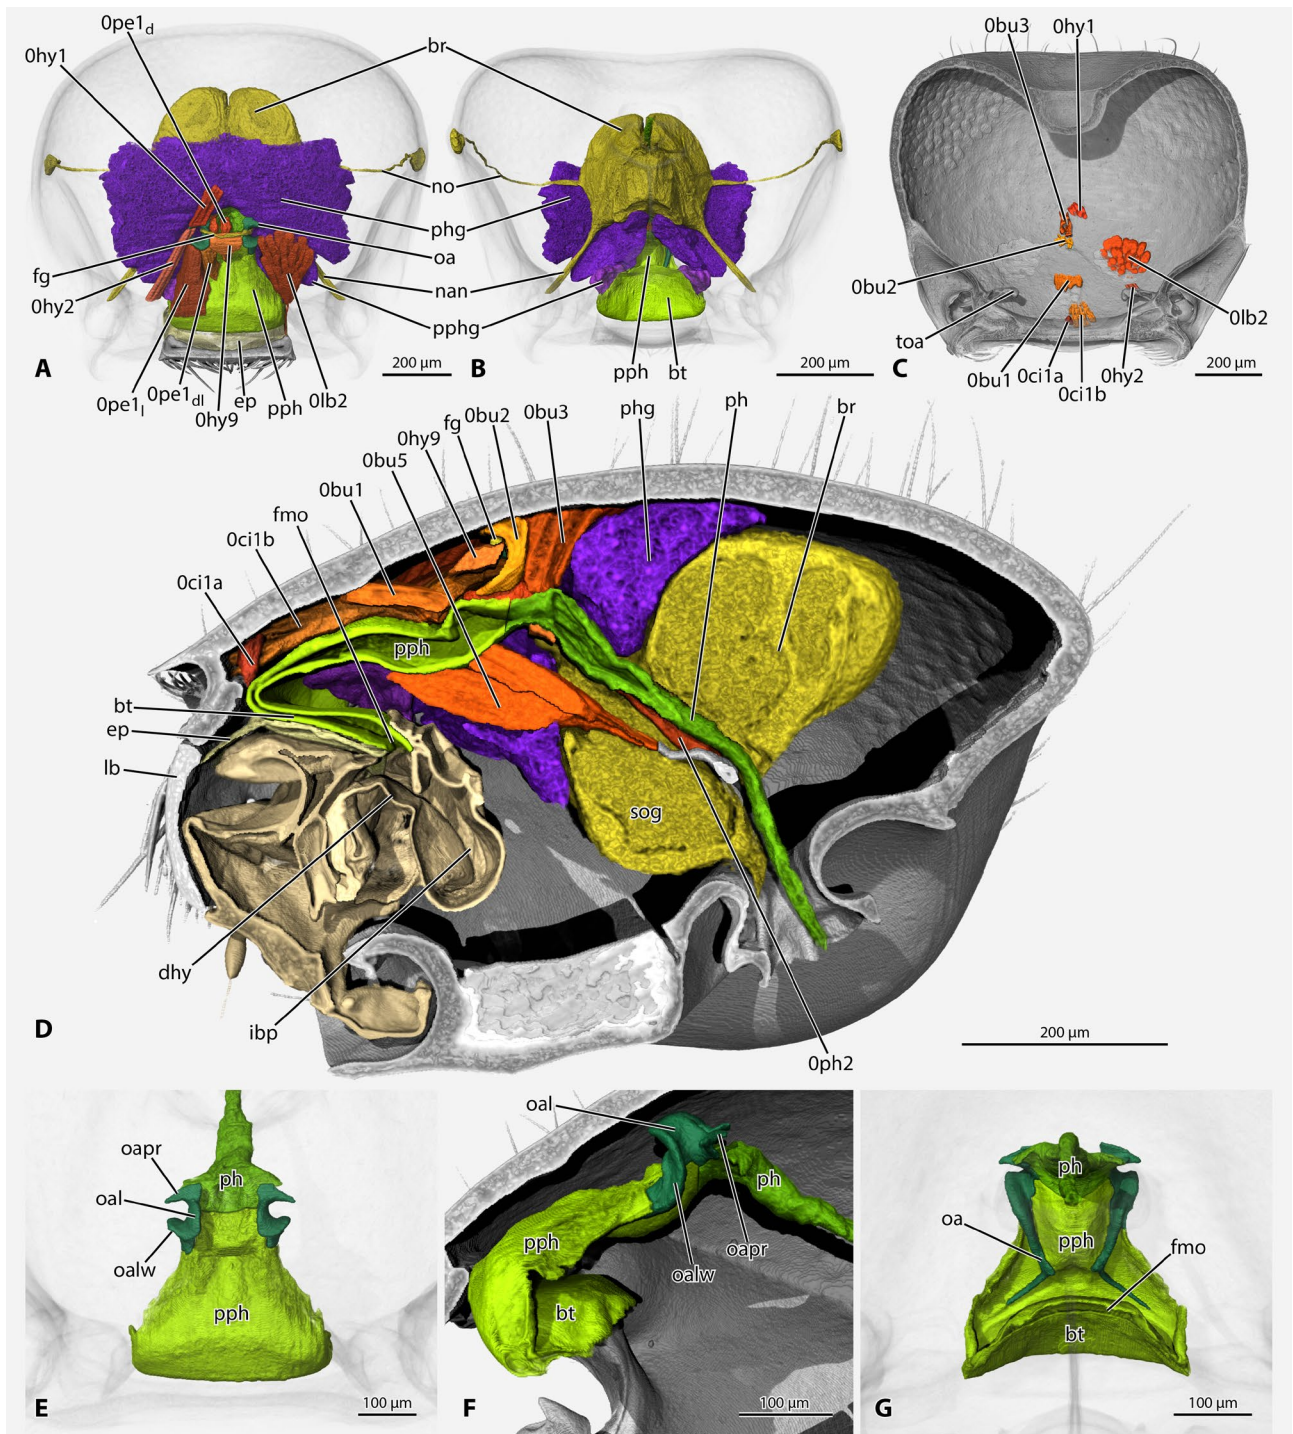 0pe1d
0hy1
br
no
phg
oa
fg
0hy2
nan
pphg
A
200 µm
0pe1l
0pe1dl
0hy9
ep
pph
0lb2
B
pph
bt
200 µm
0bu3
0hy1
0bu2
toa
0lb2
C
0bu1
0ci1a
0ci1b
0hy2
200 µm
0ci1a
0ci1b
fmo
0bu1
0bu5
0hy9
fg
0bu2
0bu3
phg
ph
br
pph
bt
ep
lb
sog
dhy
ibp
D
0ph2
200 µm
oapr
oal
oalw
ph
pph
E
100 µm
oal
oapr
ph
pph
oalw
bt
F
100 µm
ph
oa
pph
fmo
bt
G
100 µm